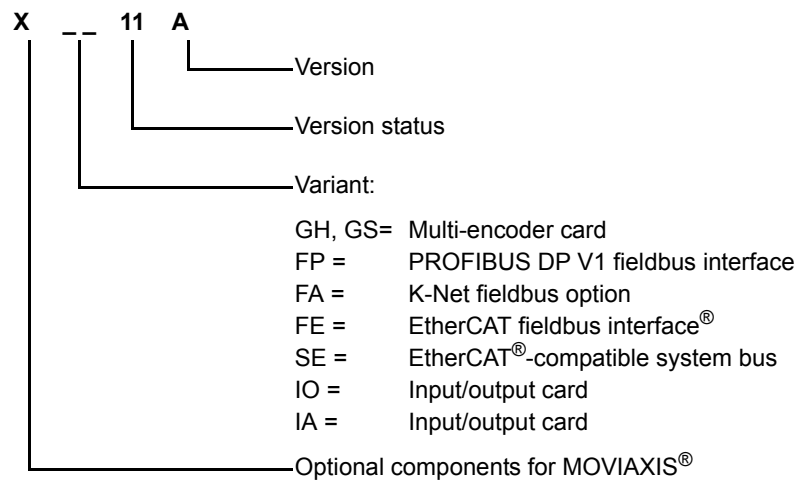 X _ _ 11 A
Version
Version status
Variant:
GH, GS= Multi-encoder card
FP = PROFIBUS DP V1 fieldbus interface
FA = K-Net fieldbus option
FE = EtherCAT fieldbus interface®
SE = EtherCAT®-compatible system bus
IO = Input/output card
IA = Input/output card
Optional components for MOVIAXIS®